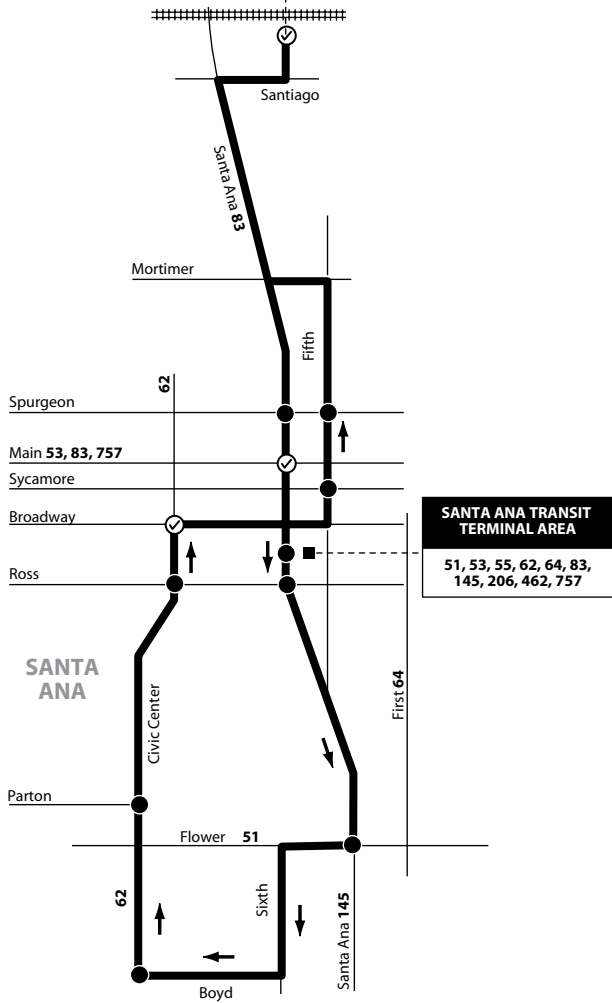 Santiago
Santa Ana 83
Mortimer
Fifth
62
Spurgeon
Main 53, 83, 757
Sycamore
Broadway
SANTA ANA TRANSIT
TERMINAL AREA
51, 53, 55, 62, 64, 83,
145, 206, 462, 757
Ross
SANTA
ANA
Civic Center
First 64
Parton
Flower 51
62
Sixth
Santa Ana 145
Boyd